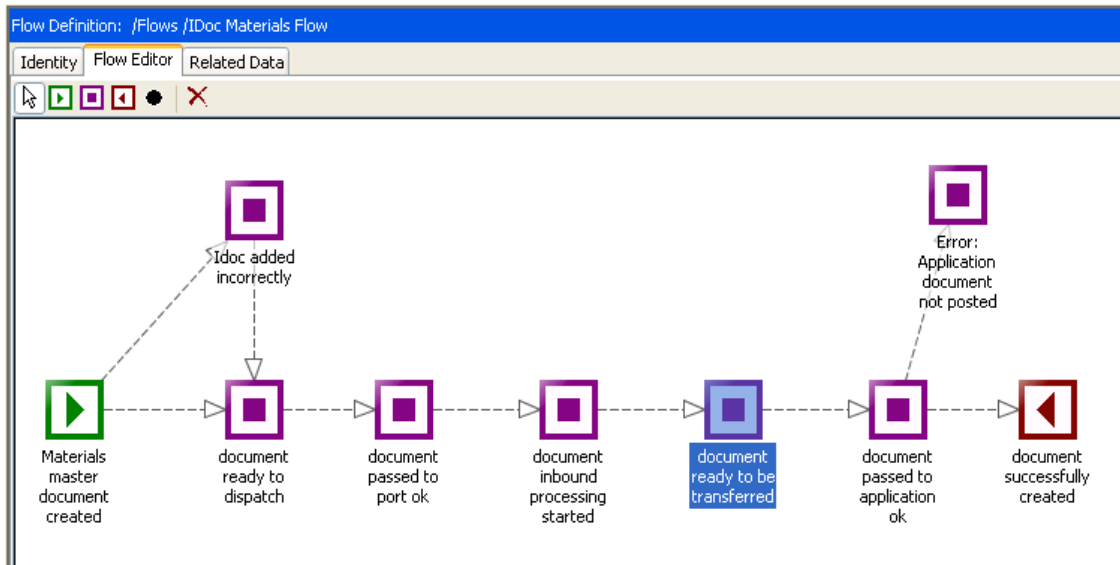 Flow Definition: /Flows /IDoc Materials Flow
Identity
Flow Editor
Related Data
Idoc added
incorrectly
Error:
Application
document
not posted
Materials
master
document
created
document
ready to
dispatch
document
passed to
port ok
document
inbound
processing
started
document
ready to be
transferred
document
passed to
application
ok
document
successfully
created